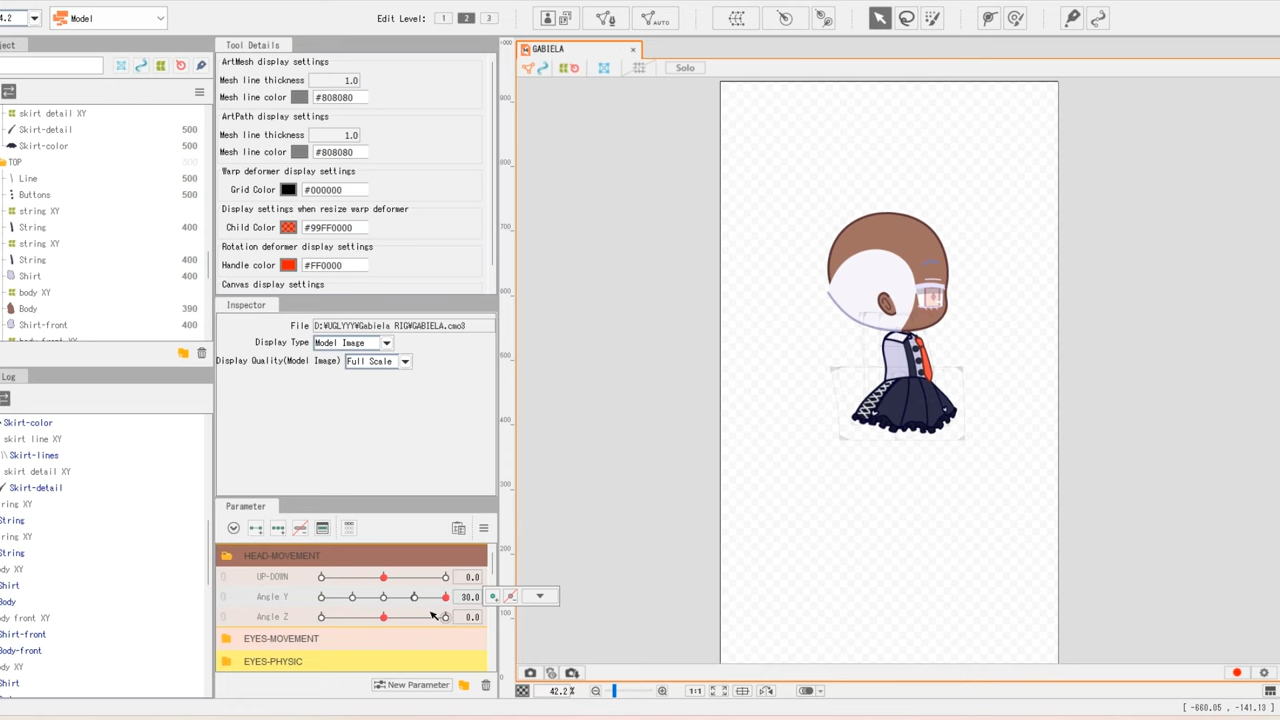 4.2
Model
Edit Level: 1 2 3
AUTO
ject
Tool Details
GABIELA
ArtMesh display settings
Mesh line thickness 1.0
Mesh line color #808080
ArtPath display settings
Mesh line thickness 1.0
Mesh line color #808080
Warp deformer display settings
Grid Color #000000
Display settings when resize warp deformer
Child Color #99FF0000
Rotation deformer display settings
Handle color #FF0000
Canvas display settings
Solo
skirt detail XY
Skirt-detail 500
Skirt-color 500
TOP 500
Line 500
Buttons 500
string XY
String 400
string XY
String 400
Shirt 400
body XY
Body 390
Shirt-front 400
body front XY
Inspector
File D:¥UGLYYY¥Gabiela RIG¥GABIELA.cmo3
Display Type Model Image
Display Quality(Model Image) Full Scale
Log
Skirt-color
skirt line XY
Skirt-lines
skirt detail XY
Skirt-detail
ring XY
String
ring XY
String
Shirt
Body
ody front XY
Shirt-front
Body-front
ody XY
Shirt
Body
Parameter
HEAD-MOVEMENT
UP-DOWN 0.0
Angle Y 30.0
Angle Z 0.0
EYES-MOVEMENT
EYES-PHYSIC
New Parameter
900
800
700
600
500
400
300
200
100
0
42.2%
1:1
[ -660.05 , -141.13 ]